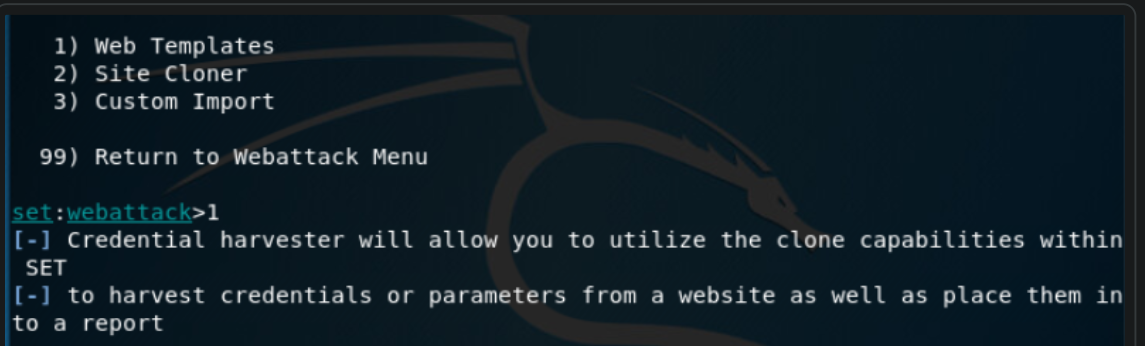 1) Web Templates
2) Site Cloner
3) Custom Import
99) Return to Webattack Menu
set:webattack>1
[-] Credential harvester will allow you to utilize the clone capabilities within
SET
[-] to harvest credentials or parameters from a website as well as place them in
to a report